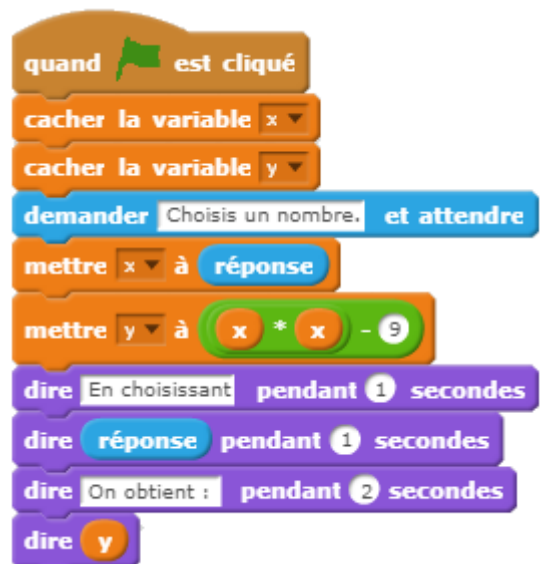 quand est cliqué
cacher la variable x
cacher la variable y
demander Choisis un nombre. et attendre
mettre x à réponse
mettre y à x * x - 9
dire En choisissant pendant 1 secondes
dire réponse pendant 1 secondes
dire On obtient : pendant 2 secondes
dire y